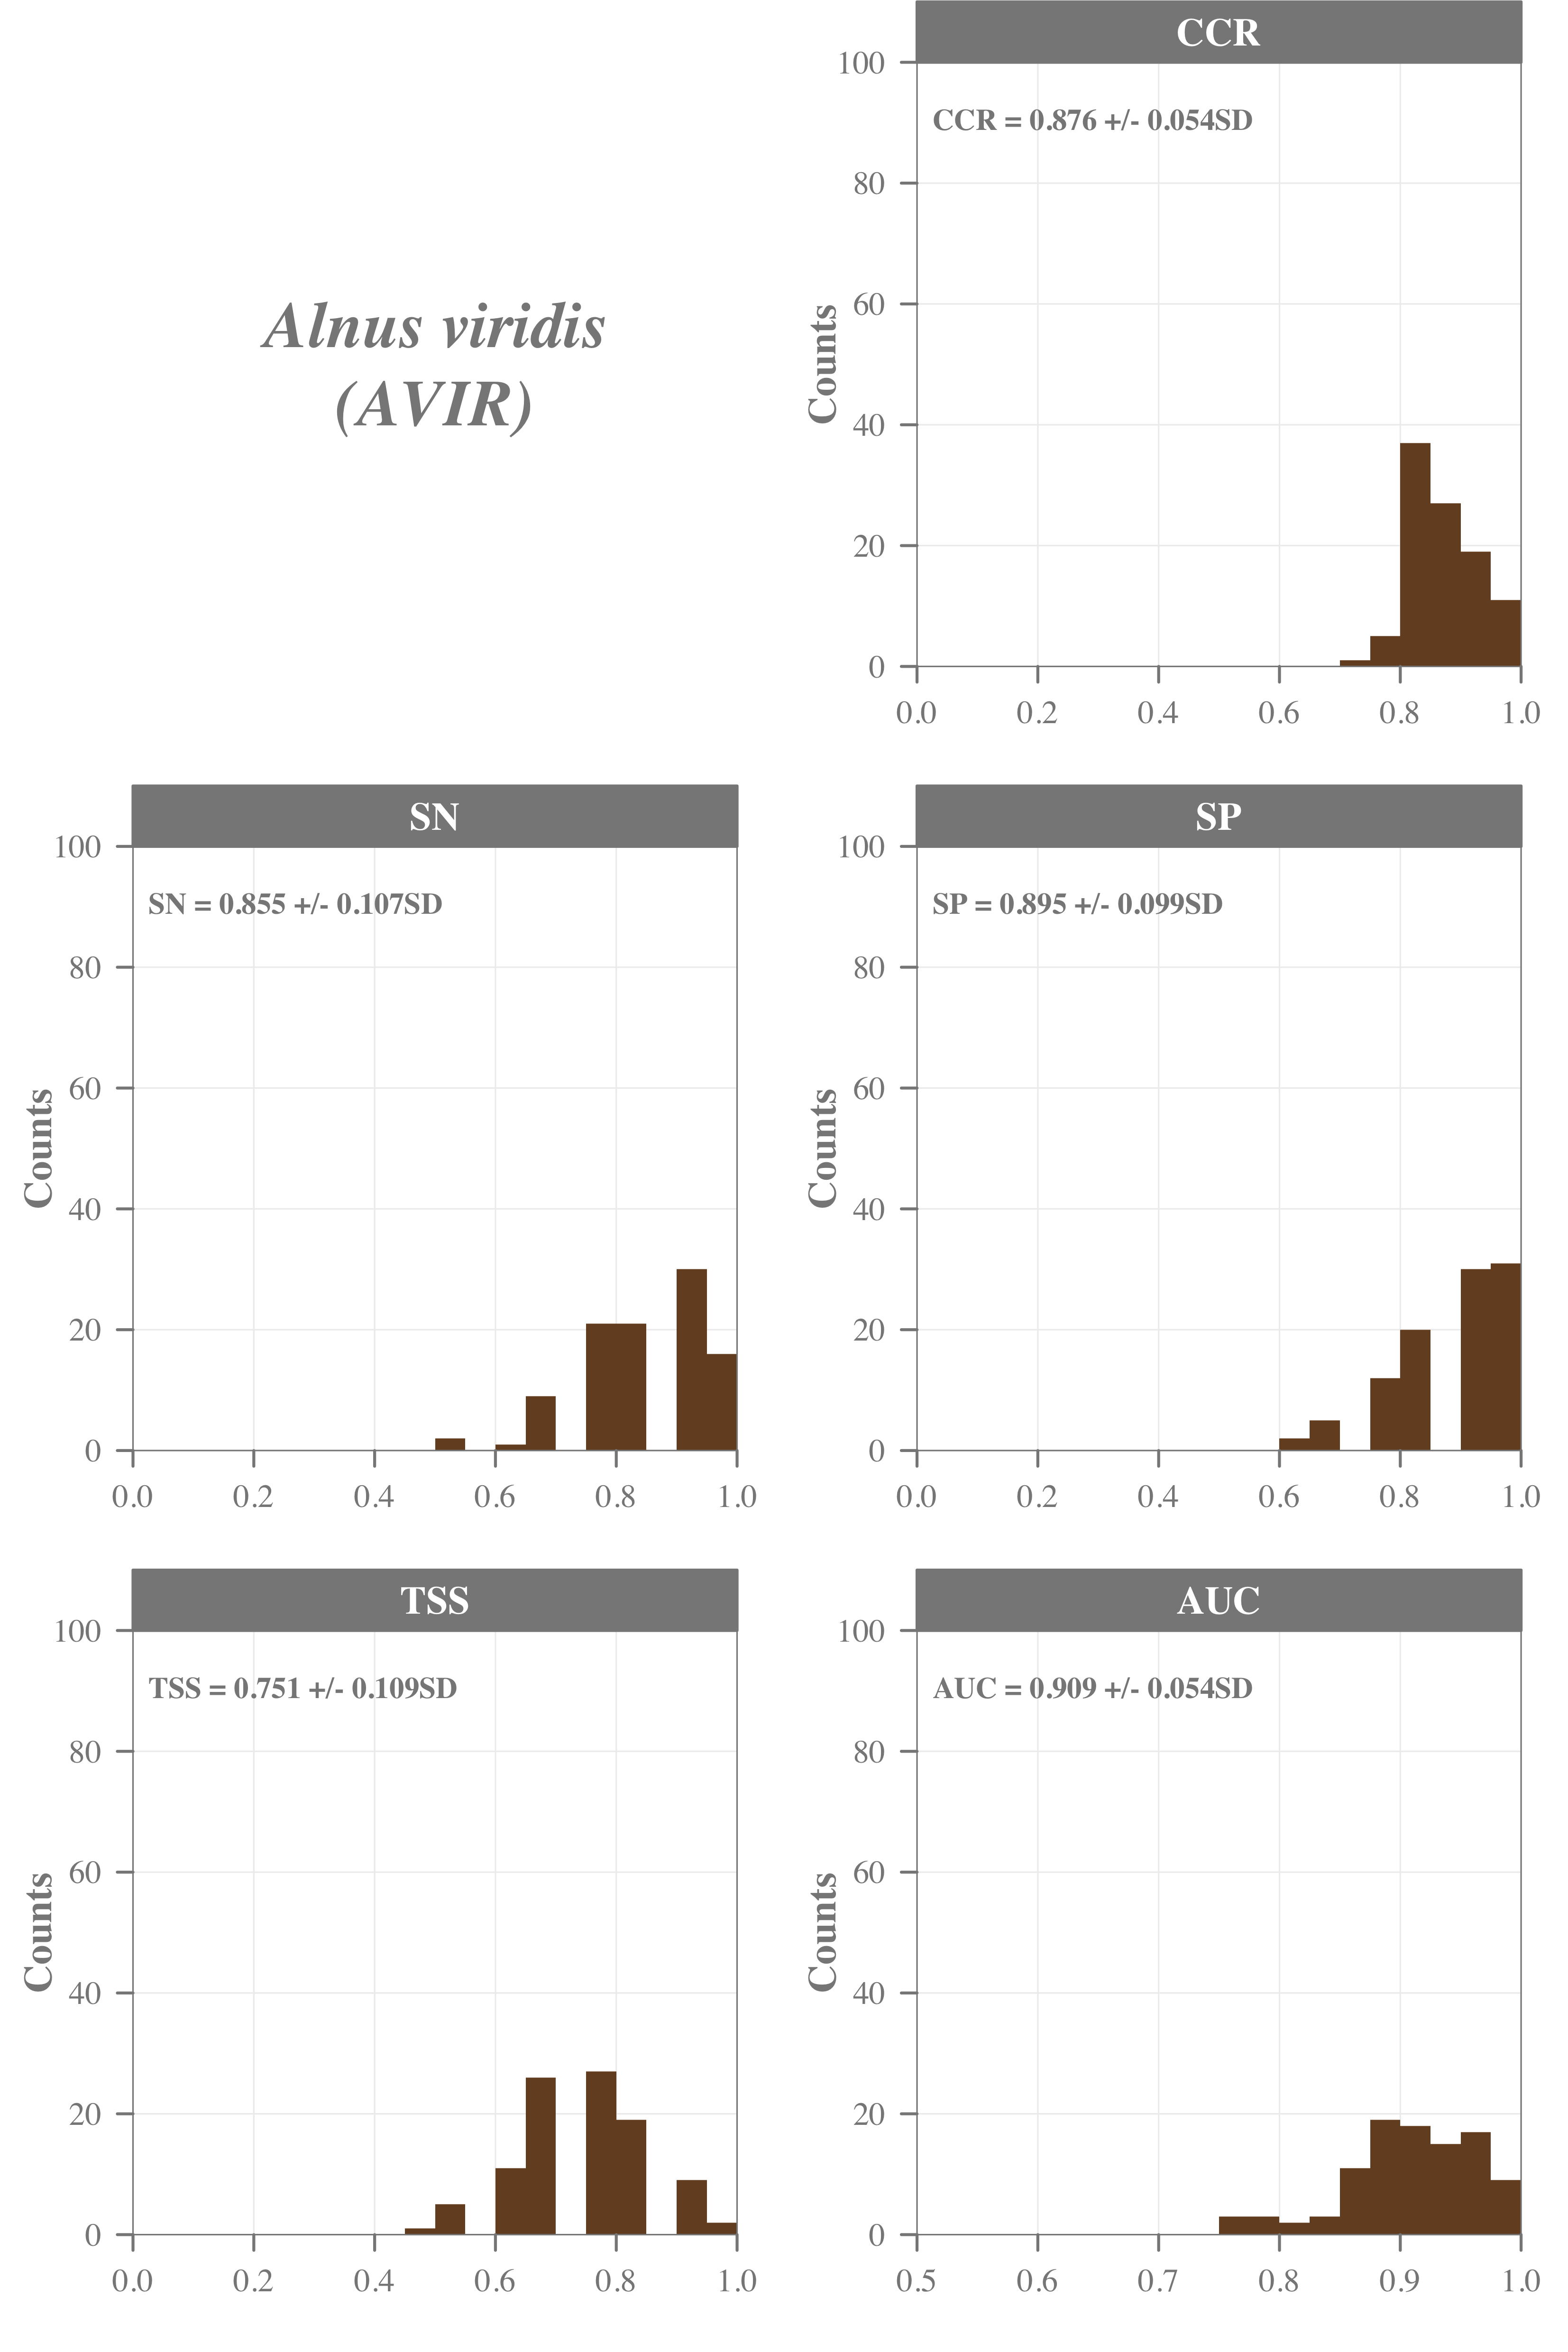 CCR
100
CCR = 0.876 +/- 0.054SD
80
60
40
20
0
Counts
0.0 0.2 0.4 0.6 0.8 1.0
Alnus viridis
(AVIR)
SN
100
SN = 0.855 +/- 0.107SD
80
60
40
20
0
Counts
0.0 0.2 0.4 0.6 0.8 1.0
SP
100
SP = 0.895 +/- 0.099SD
80
60
40
20
0
Counts
0.0 0.2 0.4 0.6 0.8 1.0
TSS
100
TSS = 0.751 +/- 0.109SD
80
60
40
20
0
Counts
0.0 0.2 0.4 0.6 0.8 1.0
AUC
100
AUC = 0.909 +/- 0.054SD
80
60
40
20
0
Counts
0.5 0.6 0.7 0.8 0.9 1.0